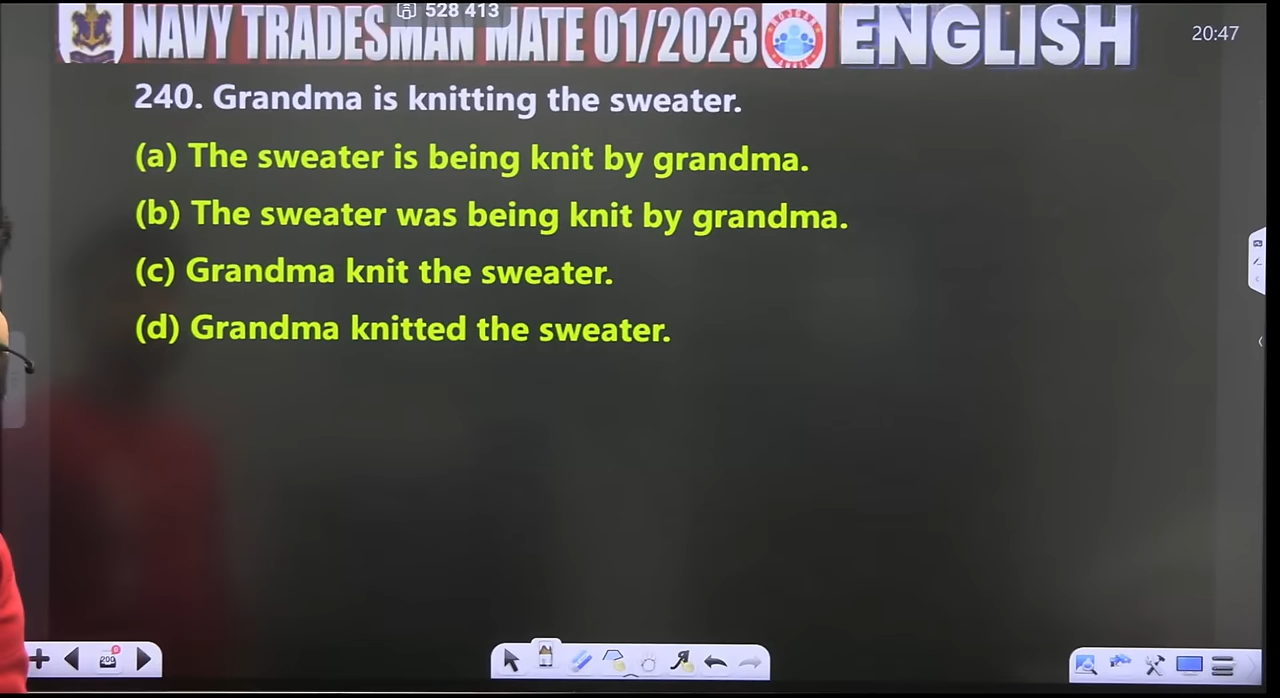 528 413
NAVY TRADESMAN MATE 01/2023 ENGLISH
20:47
240. Grandma is knitting the sweater.
(a) The sweater is being knit by grandma.
(b) The sweater was being knit by grandma.
(c) Grandma knit the sweater.
(d) Grandma knitted the sweater.
200